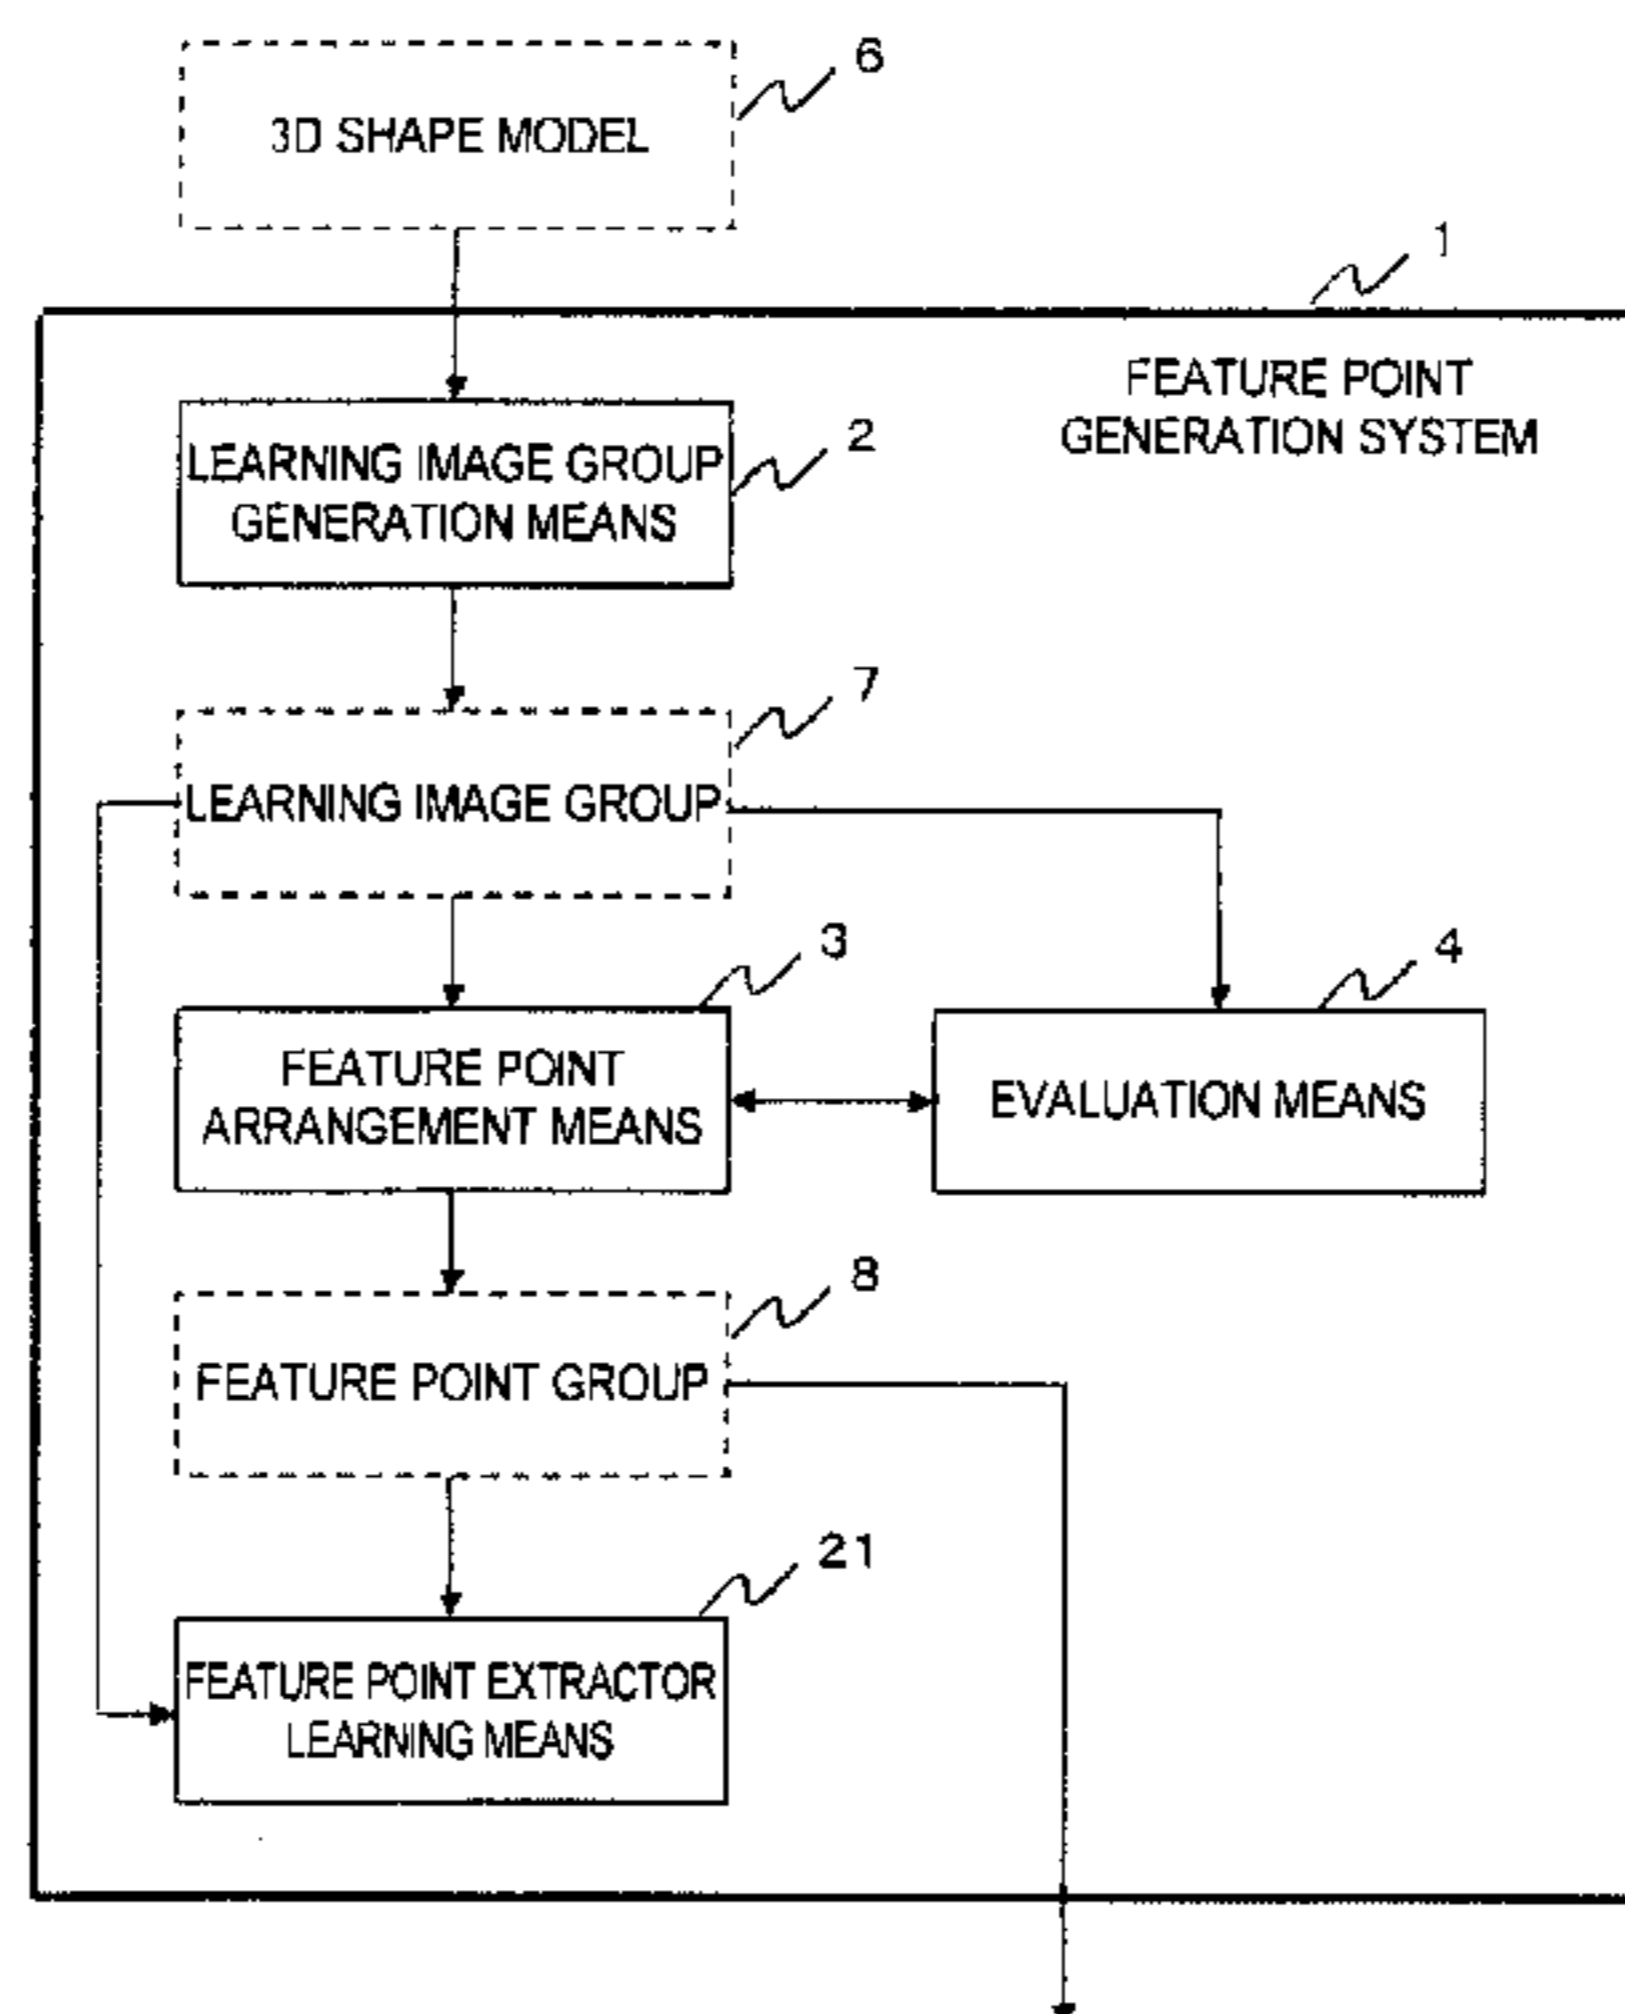 6
3D SHAPE MODEL
1
FEATURE POINT
GENERATION SYSTEM
2
LEARNING IMAGE GROUP
GENERATION MEANS
7
LEARNING IMAGE GROUP
3
4
FEATURE POINT
ARRANGEMENT MEANS
EVALUATION MEANS
8
FEATURE POINT GROUP
21
FEATURE POINT EXTRACTOR
LEARNING MEANS